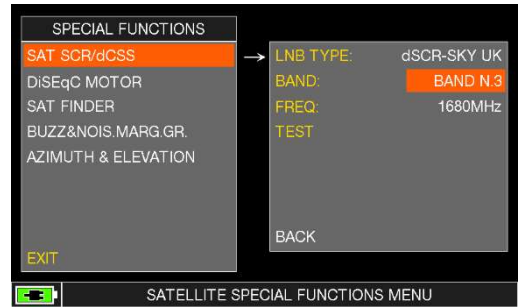 SPECIAL FUNCTIONS
SAT SCR/dCSS
DiSEqC MOTOR
SAT FINDER
BUZZ&NOIS.MARG.GR.
AZIMUTH & ELEVATION
EXIT
→ LNB TYPE: dSCR-SKY UK
BAND: BAND N.3
FREQ: 1680MHz
TEST
BACK
SATELLITE SPECIAL FUNCTIONS MENU